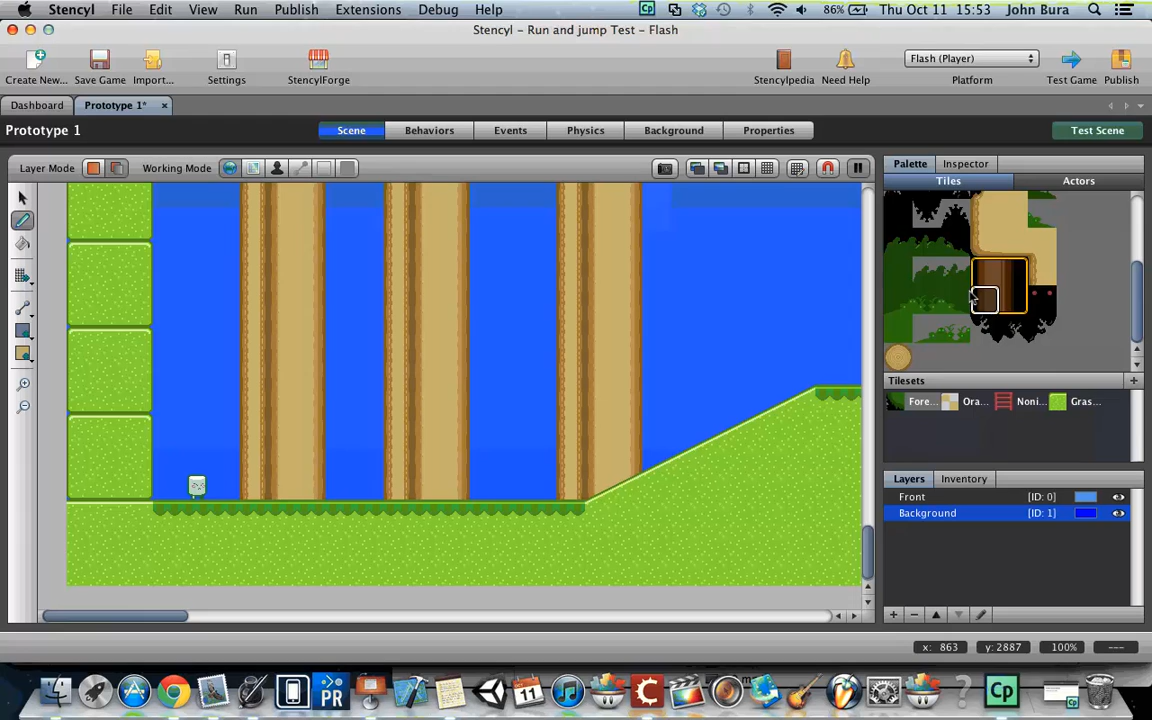 Stencyl File Edit View Run Publish Extensions Debug Help 86% Thu Oct 11 15:53 John Bura
Stencyl - Run and jump Test - Flash
Create New... Save Game Import... Settings StencylForge Stencylpedia Need Help Flash (Player) Platform Test Game Publish
Dashboard Prototype 1* ×
Prototype 1 Scene Behaviors Events Physics Background Properties Test Scene
Layer Mode Working Mode Palette Inspector
Tiles Actors
Tilesets
Fore... Ora... Noni... Gras...
Layers Inventory
Front [ID: 0]
Background [ID: 1]
x: 863 y: 2887 100% ---
PR Cp